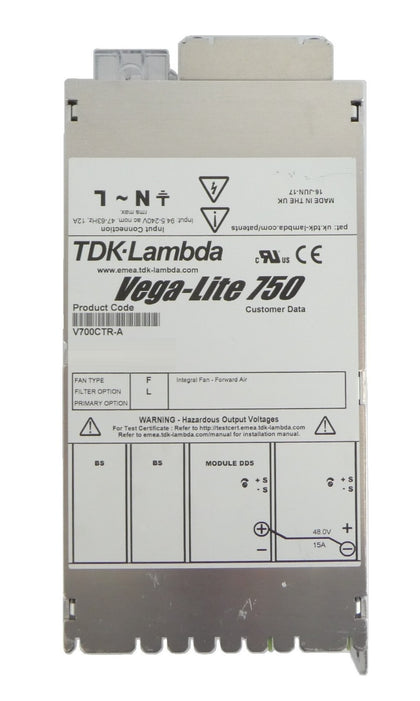 MADE IN THE UK
16-JUN-17
pat: uk.tdk-lambda.com/patents
Input Connection
Input: 94.5-240V ac nom. 47-63Hz, 12A
rms max.
N ~ L
TDK-Lambda
www.emea.tdk-lambda.com
c RU US CE
Vega-Lite 750
Product Code
Customer Data
V700CTR-A
FAN TYPE F Integral Fan - Forward Air
FILTER OPTION L
PRIMARY OPTION
WARNING - Hazardous Output Voltages
For Test Certificate : Refer to http://testcert.emea.tdk-lambda.com
Refer to emea.tdk-lambda.com/manual for installation manual.
BS BS MODULE DD5
+ S + S
- S - S
+ 48.0V +
- 15A -